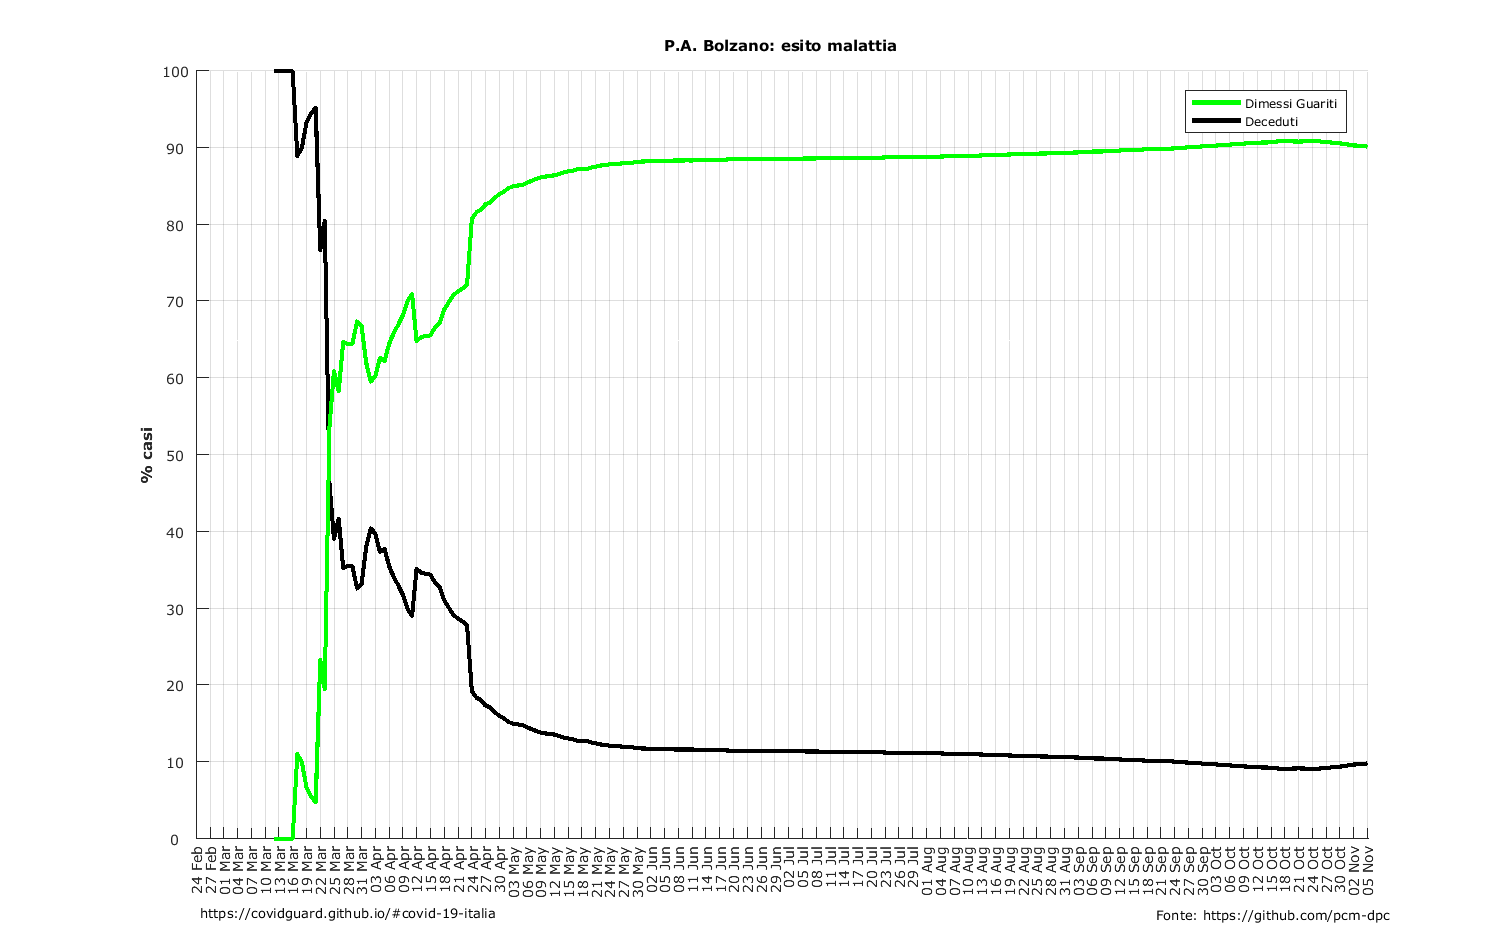 P.A. Bolzano: esito malattia
100
90
80
70
60
50
40
30
20
10
0
% casi
Dimessi Guariti
Deceduti
24 Feb
27 Feb
01 Mar
04 Mar
07 Mar
10 Mar
13 Mar
16 Mar
19 Mar
22 Mar
25 Mar
28 Mar
31 Mar
03 Apr
06 Apr
09 Apr
12 Apr
15 Apr
18 Apr
21 Apr
24 Apr
27 Apr
30 Apr
03 May
06 May
09 May
12 May
15 May
18 May
21 May
24 May
27 May
30 May
02 Jun
05 Jun
08 Jun
11 Jun
14 Jun
17 Jun
20 Jun
23 Jun
26 Jun
29 Jun
02 Jul
05 Jul
08 Jul
11 Jul
14 Jul
17 Jul
20 Jul
23 Jul
26 Jul
29 Jul
01 Aug
04 Aug
07 Aug
10 Aug
13 Aug
16 Aug
19 Aug
22 Aug
25 Aug
28 Aug
31 Aug
03 Sep
06 Sep
09 Sep
12 Sep
15 Sep
18 Sep
21 Sep
24 Sep
27 Sep
30 Sep
03 Oct
06 Oct
09 Oct
12 Oct
15 Oct
18 Oct
21 Oct
24 Oct
27 Oct
30 Oct
02 Nov
05 Nov
https://covidguard.github.io/#covid-19-italia
Fonte: https://github.com/pcm-dpc